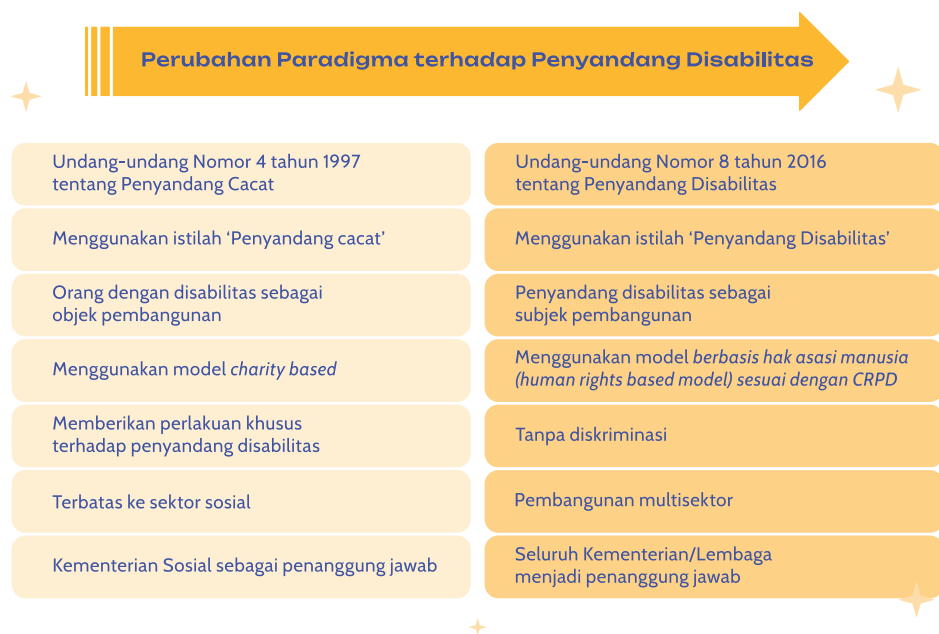 Perubahan Paradigma terhadap Penyandang Disabilitas
Undang-undang Nomor 4 tahun 1997
tentang Penyandang Cacat
Undang-undang Nomor 8 tahun 2016
tentang Penyandang Disabilitas
Menggunakan istilah ‘Penyandang cacat’
Menggunakan istilah ‘Penyandang Disabilitas’
Orang dengan disabilitas sebagai
objek pembangunan
Penyandang disabilitas sebagai
subjek pembangunan
Menggunakan model charity based
Menggunakan model berbasis hak asasi manusia
(human rights based model) sesuai dengan CRPD
Memberikan perlakuan khusus
terhadap penyandang disabilitas
Tanpa diskriminasi
Terbatas ke sektor sosial
Pembangunan multisektor
Kementerian Sosial sebagai penanggung jawab
Seluruh Kementerian/Lembaga
menjadi penanggung jawab